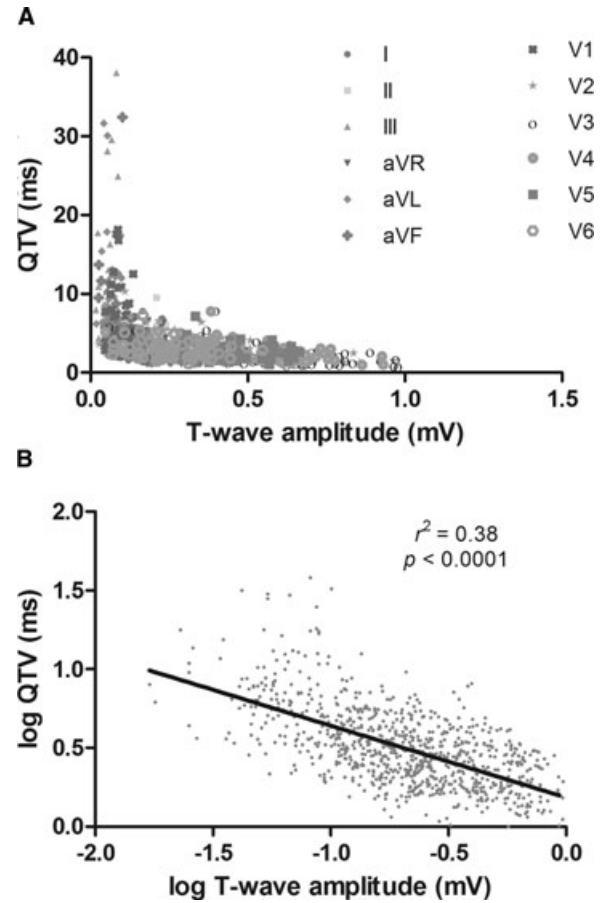 A
40
30
20
10
0
QTV (ms)
0.0 0.5 1.0 1.5
T-wave amplitude (mV)
I
II
III
aVR
aVL
aVF
V1
V2
V3
V4
V5
V6
B
2.0
1.5
1.0
0.5
0.0
log QTV (ms)
r² = 0.38
p < 0.0001
-2.0 -1.5 -1.0 -0.5 0.0
log T-wave amplitude (mV)